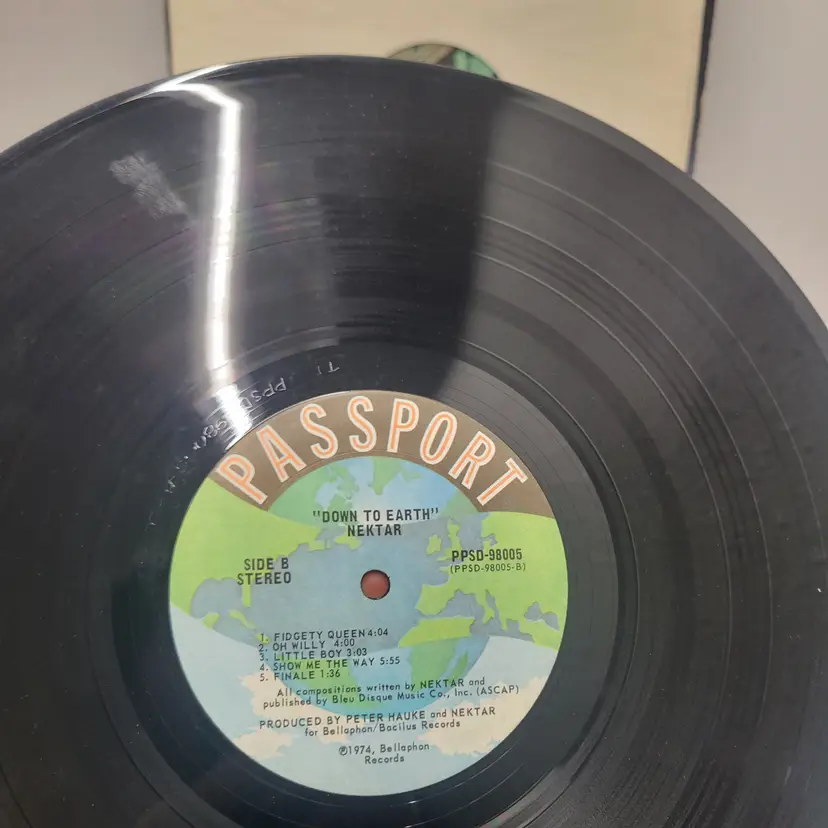 PASSPORT
"DOWN TO EARTH"
NEKTAR
SIDE B
STEREO
PPSD-98005
(PPSD-98005-B)
1. FIDGETY QUEEN 4:04
2. OH WILLY 4:00
3. LITTLE BOY 3:03
4. SHOW ME THE WAY 5:55
5. FINALE 1:36
All compositions written by NEKTAR and
published by Bleu Disque Music Co., Inc. (ASCAP)
PRODUCED BY PETER HAUKE and NEKTAR
for Bellaphon/Bacilus Records
℗1974, Bellaphon
Records